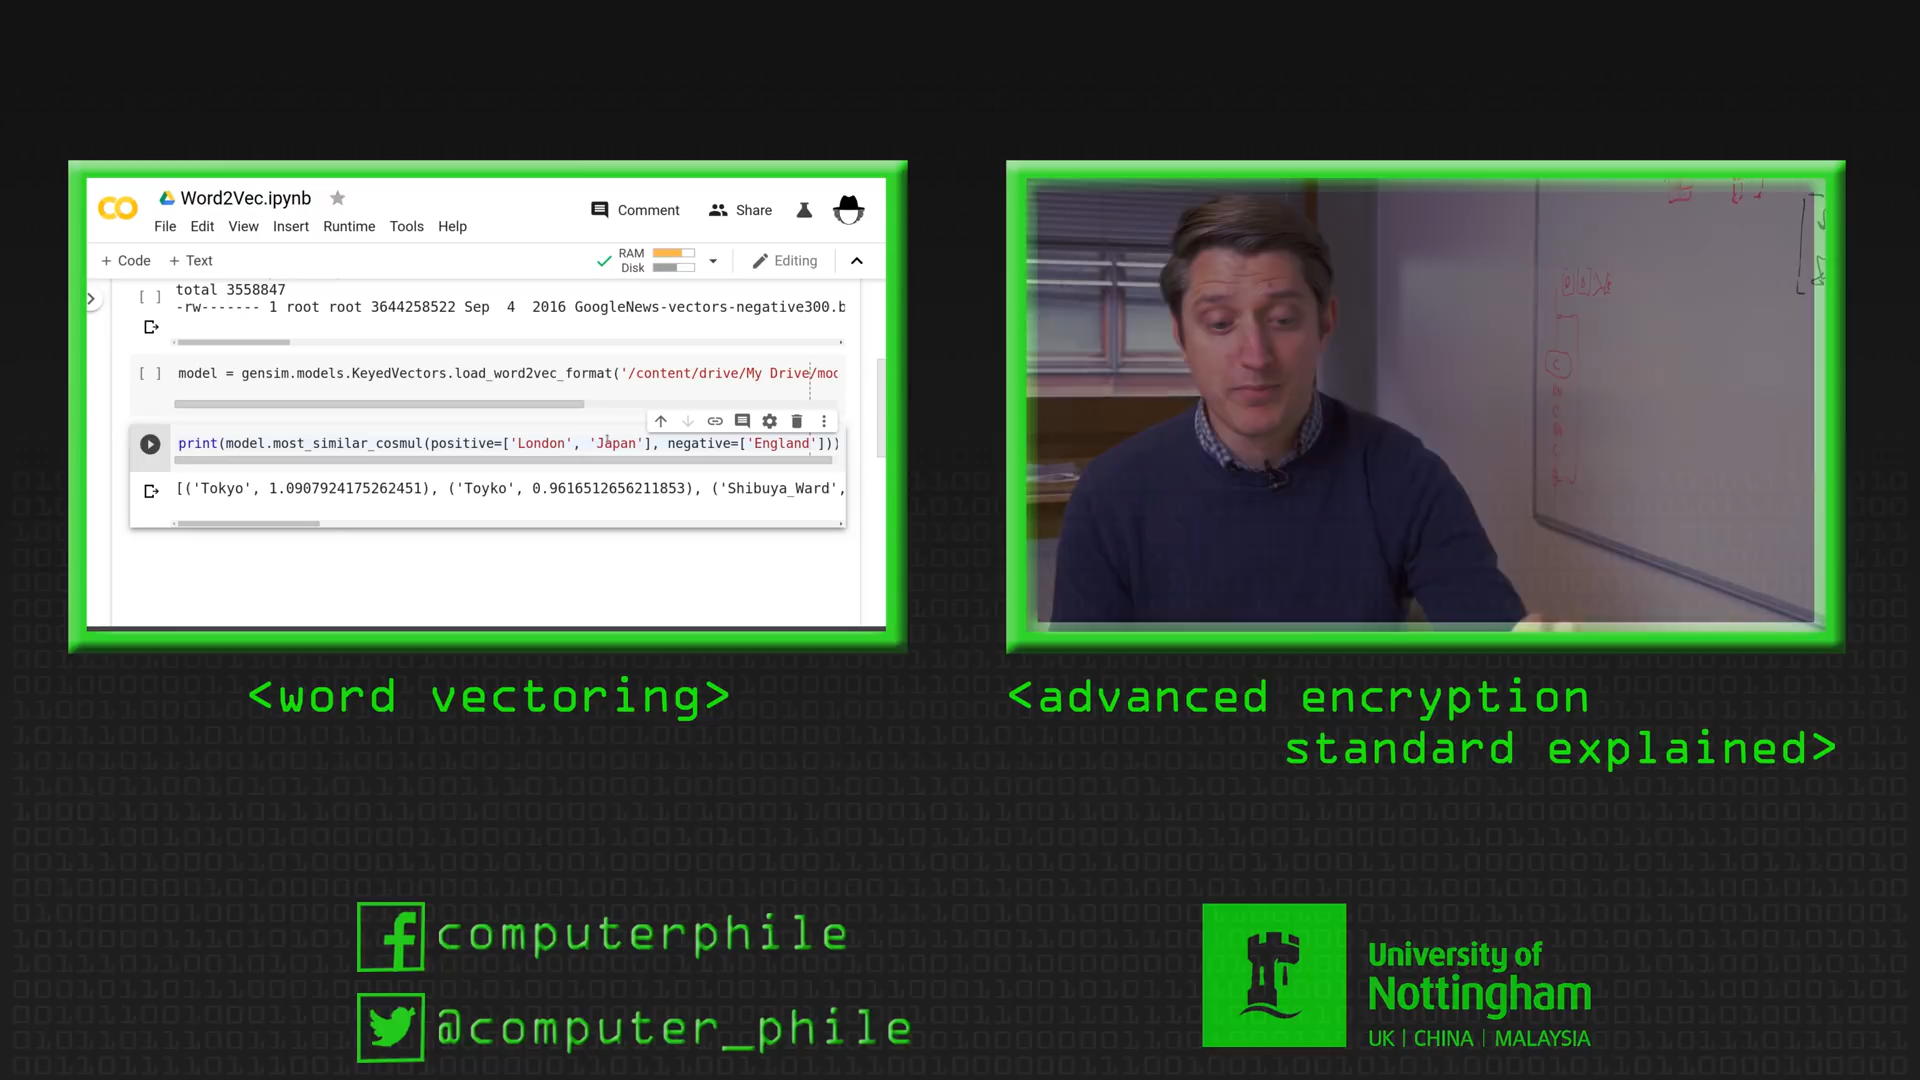 Word2Vec.ipynb
Comment
Share
File Edit View Insert Runtime Tools Help
+ Code + Text
RAM
Disk
Editing
total 3558847
[ ]
-rw------- 1 root root 3644258522 Sep 4 2016 GoogleNews-vectors-negative300.b
[ ] model = gensim.models.KeyedVectors.load_word2vec_format('/content/drive/My Drive/mod
print(model.most_similar_cosmul(positive=['London', 'Japan'], negative=['England']))
[('Tokyo', 1.0907924175262451), ('Toyko', 0.9616512656211853), ('Shibuya_Ward',
<word vectoring>
<advanced encryption
standard explained>
computerphile
@computer_phile
University of
Nottingham
UK | CHINA | MALAYSIA